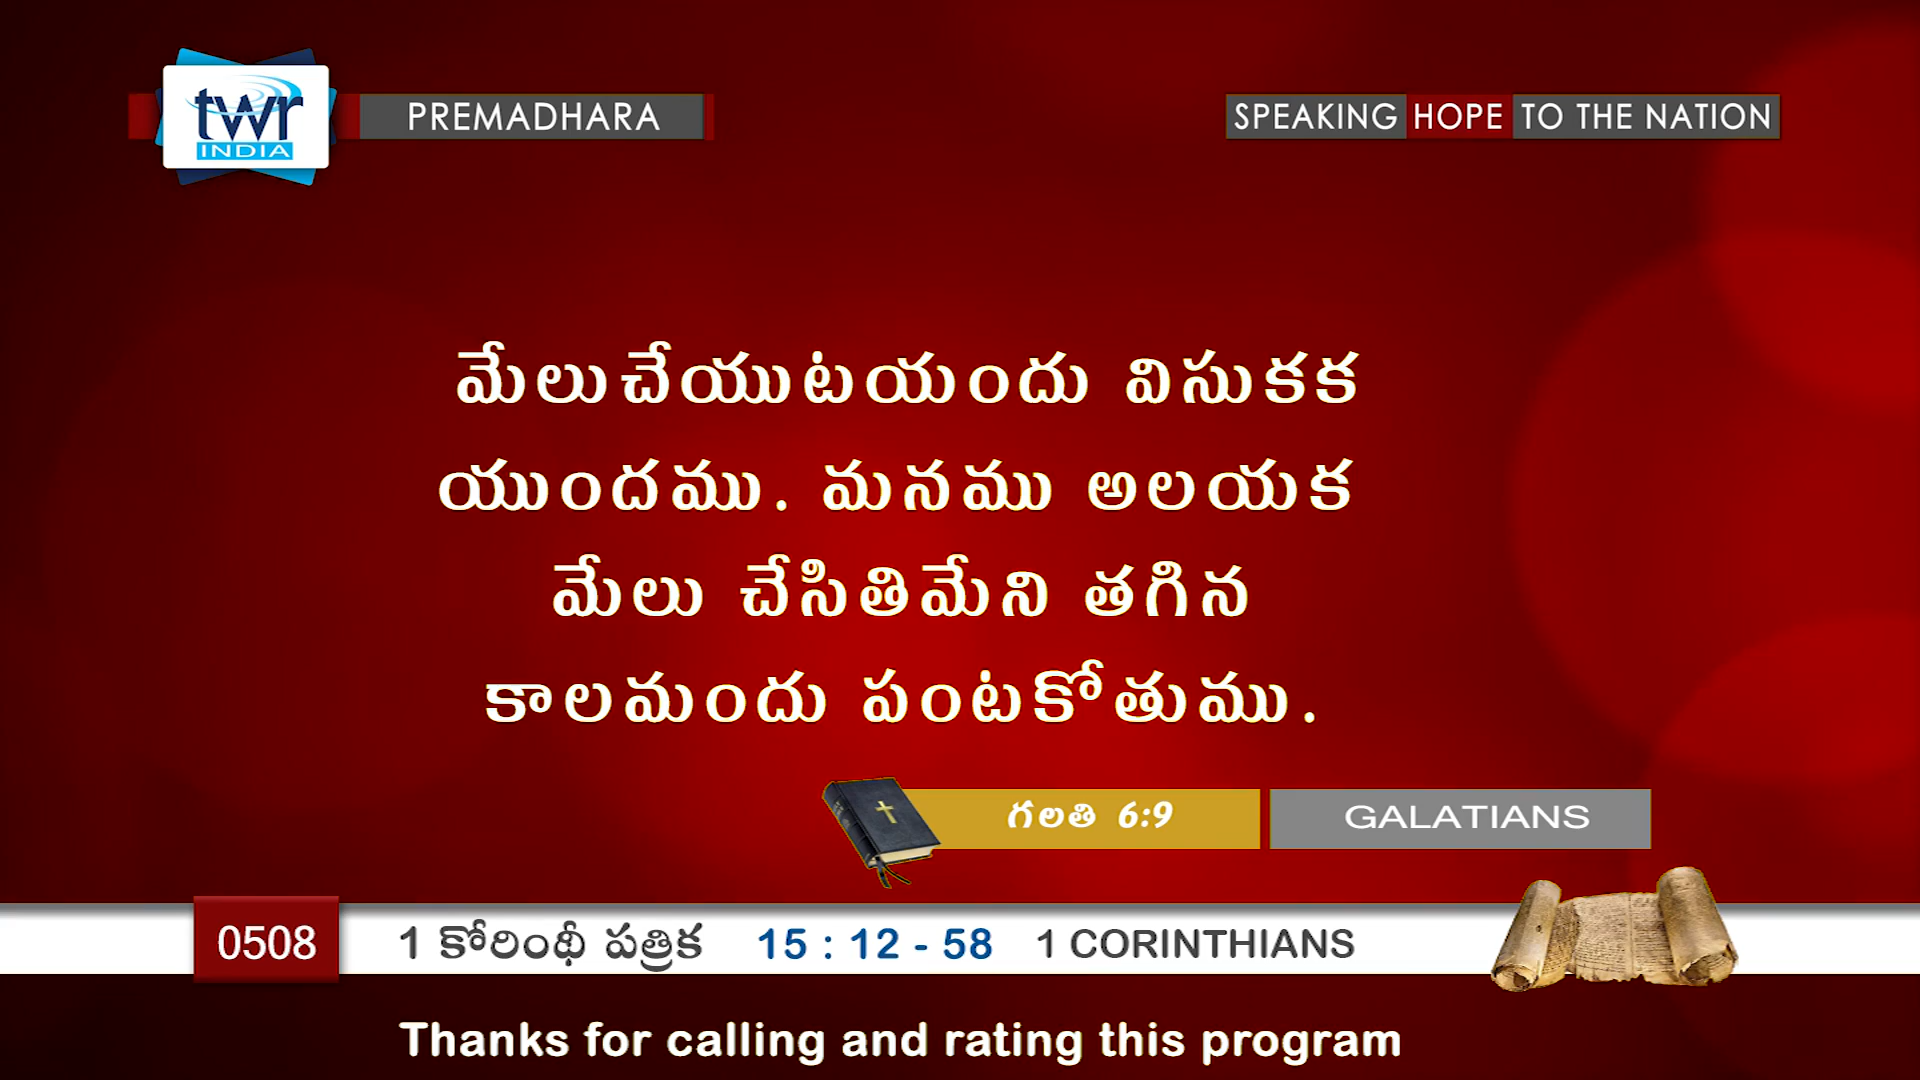 twr
INDIA
PREMADHARA
SPEAKING HOPE TO THE NATION
మేలుచేయుటయందు విసుకక
యుందము. మనము అలయక
మేలు చేసితిమేని తగిన
కాలమందు పంటకోతుము.
గలతి 6:9
GALATIANS
0508
1 కోరింథీ పత్రిక 15 : 12 - 58 1 CORINTHIANS
Thanks for calling and rating this program